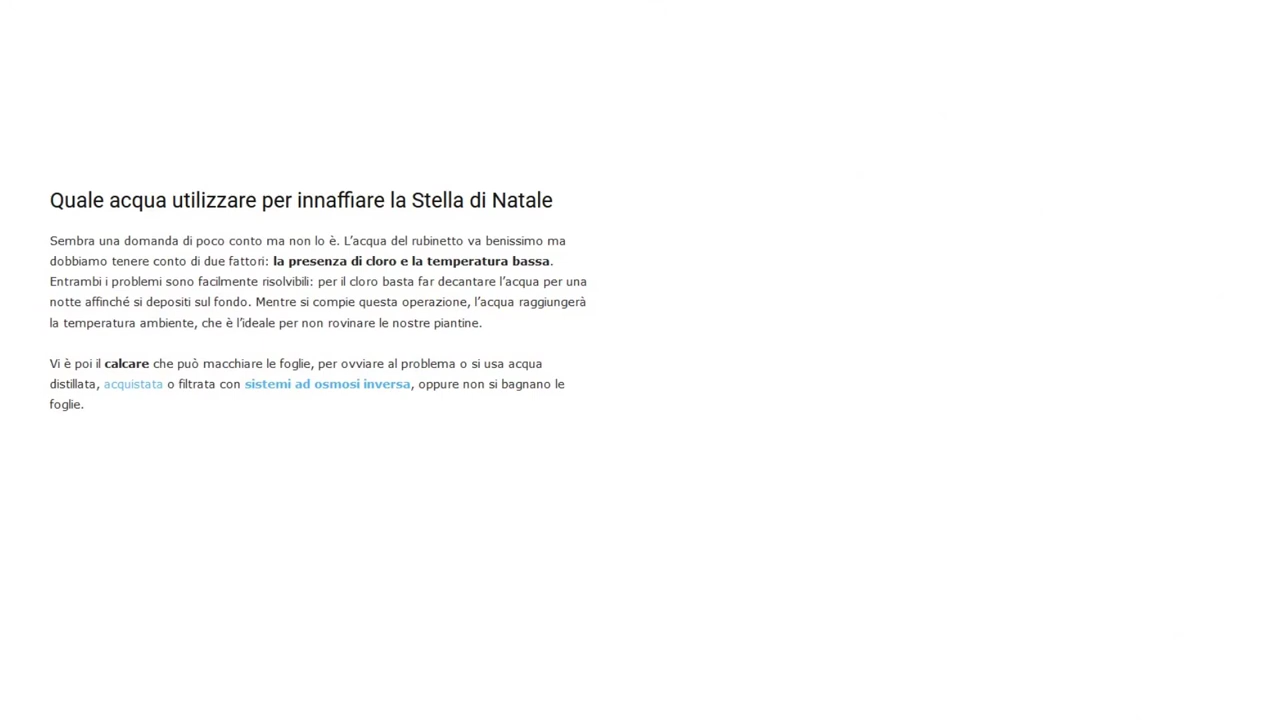 Quale acqua utilizzare per innaffiare la Stella di Natale
Sembra una domanda di poco conto ma non lo è. L’acqua del rubinetto va benissimo ma
dobbiamo tenere conto di due fattori: la presenza di cloro e la temperatura bassa.
Entrambi i problemi sono facilmente risolvibili: per il cloro basta far decantare l’acqua per una
notte affinché si depositi sul fondo. Mentre si compie questa operazione, l’acqua raggiungerà
la temperatura ambiente, che è l’ideale per non rovinare le nostre piantine.
Vi è poi il calcare che può macchiare le foglie, per ovviare al problema o si usa acqua
distillata, acquistata o filtrata con sistemi ad osmosi inversa, oppure non si bagnano le
foglie.